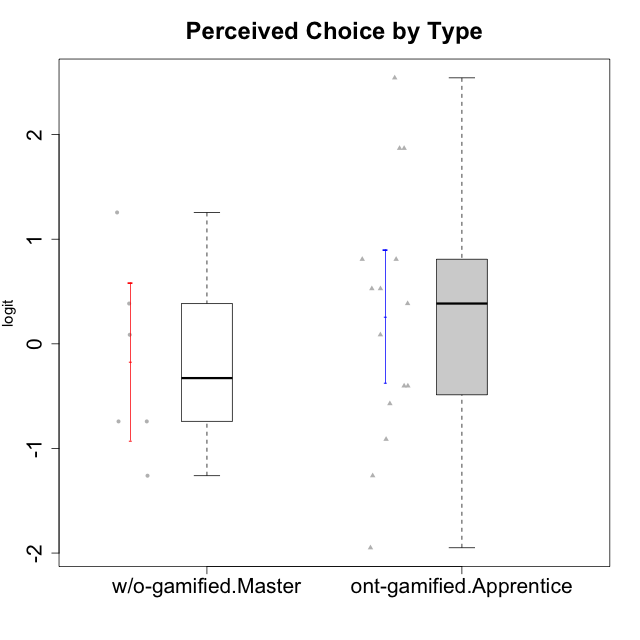 Perceived Choice by Type
logit
2
1
0
-1
-2
w/o-gamified.Master
ont-gamified.Apprentice